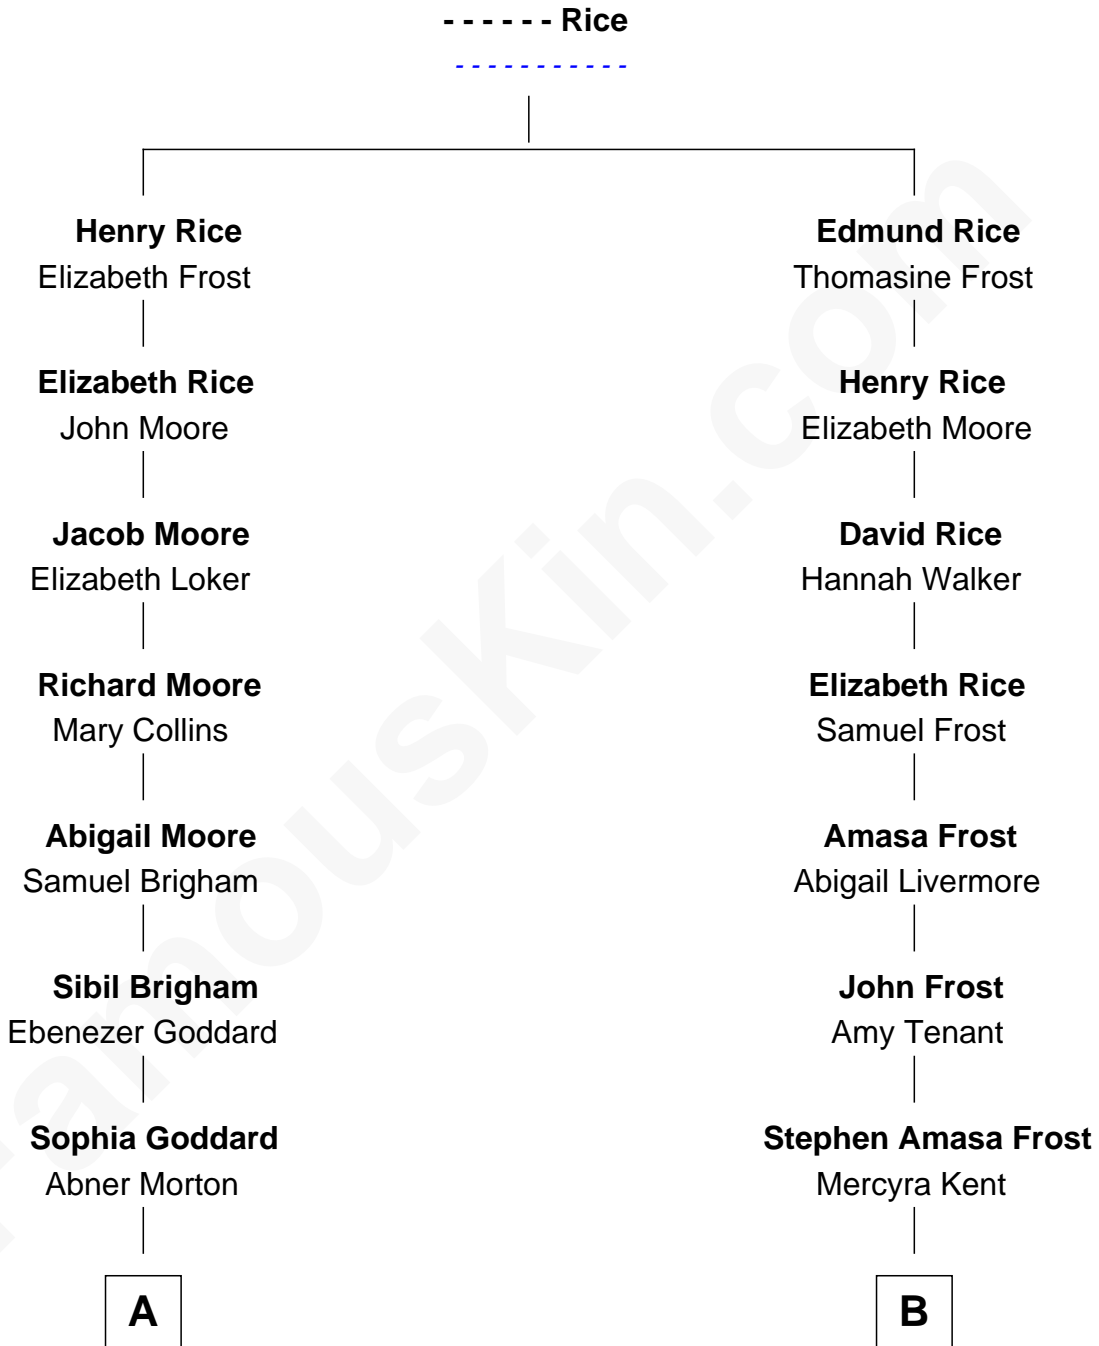 - - - - - - Rice
- - - - - - - - - - -
Henry Rice
Elizabeth Frost
Elizabeth Rice
John Moore
Jacob Moore
Elizabeth Loker
Richard Moore
Mary Collins
Abigail Moore
Samuel Brigham
Sibil Brigham
Ebenezer Goddard
Sophia Goddard
Abner Morton
A
Edmund Rice
Thomasine Frost
Henry Rice
Elizabeth Moore
David Rice
Hannah Walker
Elizabeth Rice
Samuel Frost
Amasa Frost
Abigail Livermore
John Frost
Amy Tenant
Stephen Amasa Frost
Mercyra Kent
B
FamousKin.com